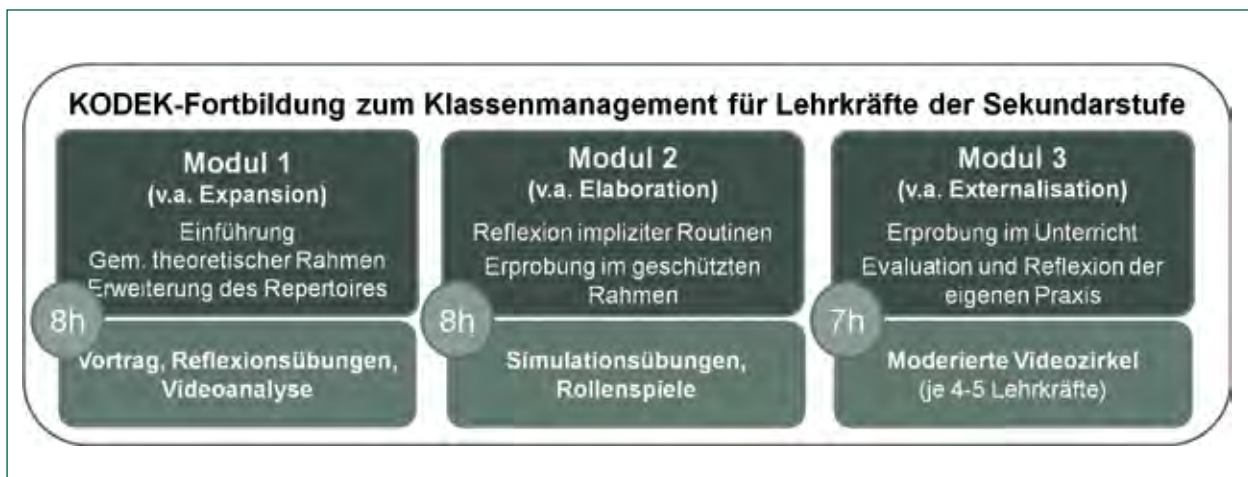 KODEK-Fortbildung zum Klassenmanagement für Lehrkräfte der Sekundarstufe
Modul 1
(v.a. Expansion)
Einführung
Gem. theoretischer Rahmen
Erweiterung des Repertoires
8h
Vortrag, Reflexionsübungen,
Videoanalyse
Modul 2
(v.a. Elaboration)
Reflexion impliziter Routinen
Erprobung im geschützten
Rahmen
8h
Simulationsübungen,
Rollenspiele
Modul 3
(v.a. Externalisation)
Erprobung im Unterricht
Evaluation und Reflexion der
eigenen Praxis
7h
Moderierte Videozirkel
(je 4-5 Lehrkräfte)